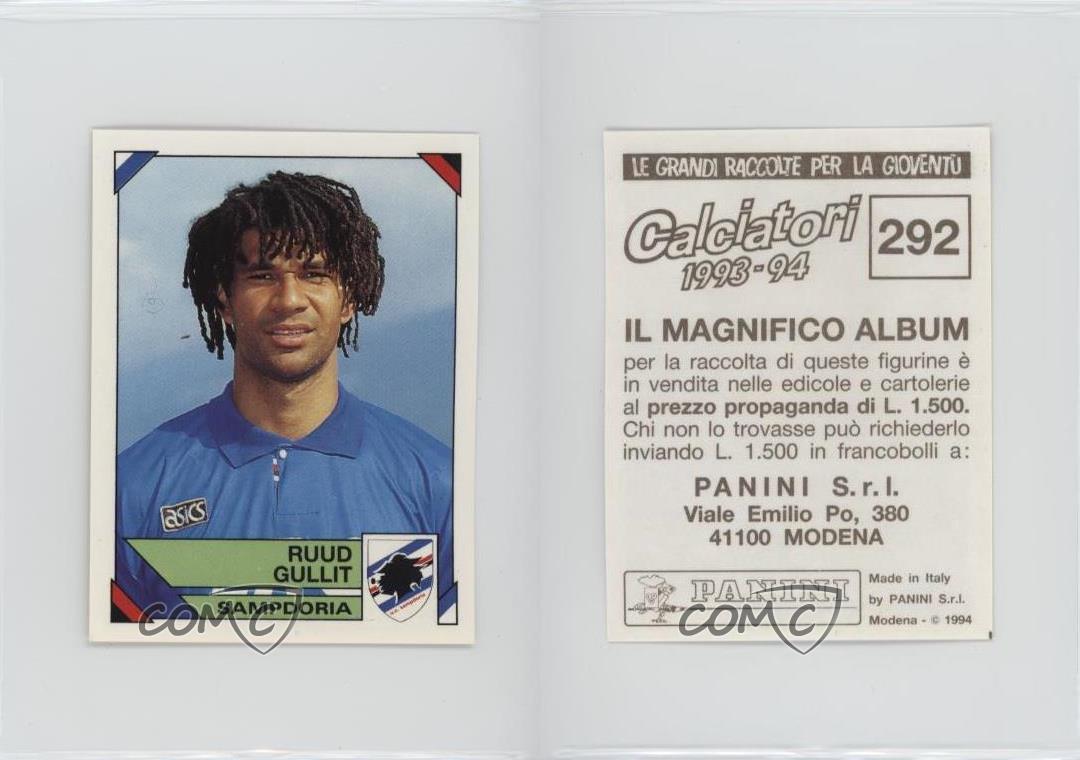 asics
RUUD
GULLIT
SAMPDORIA
u.c. sampdoria
COMC
LE GRANDI RACCOLTE PER LA GIOVENTÙ
Calciatori
1993-94
292
IL MAGNIFICO ALBUM
per la raccolta di queste figurine è
in vendita nelle edicole e cartolerie
al prezzo propaganda di L. 1.500.
Chi non lo trovasse può richiederlo
inviando L. 1.500 in francobolli a:
PANINI S.r.l.
Viale Emilio Po, 380
41100 MODENA
PANINI
Made in Italy
by PANINI S.r.l.
Modena - © 1994
COMC